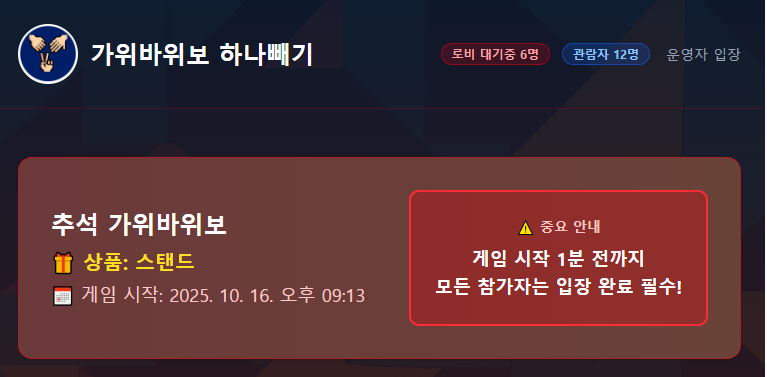 가위바위보 하나빼기
로비 대기중 6명
관람자 12명
운영자 입장
추석 가위바위보
상품: 스탠드
게임 시작: 2025. 10. 16. 오후 09:13
중요 안내
게임 시작 1분 전까지
모든 참가자는 입장 완료 필수!